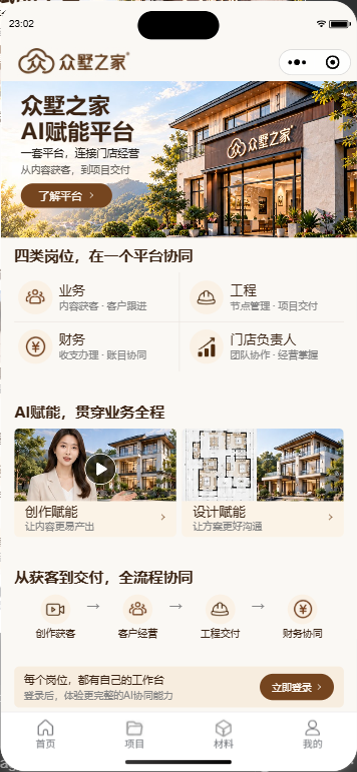 23:02
众墅之家®
众墅之家
AI赋能平台
一套平台，连接门店经营
从内容获客，到项目交付
了解平台
众墅之家
四类岗位，在一个平台协同
业务
内容获客 · 客户跟进
工程
节点管理 · 项目交付
财务
收支办理 · 账目协同
门店负责人
团队协作 · 经营掌握
AI赋能，贯穿业务全程
创作赋能
让内容更易产出
设计赋能
让方案更好沟通
从获客到交付，全流程协同
创作获客
客户经营
工程交付
财务协同
每个岗位，都有自己的工作台
登录后，体验更完整的AI协同能力
立即登录
首页
项目
材料
我的